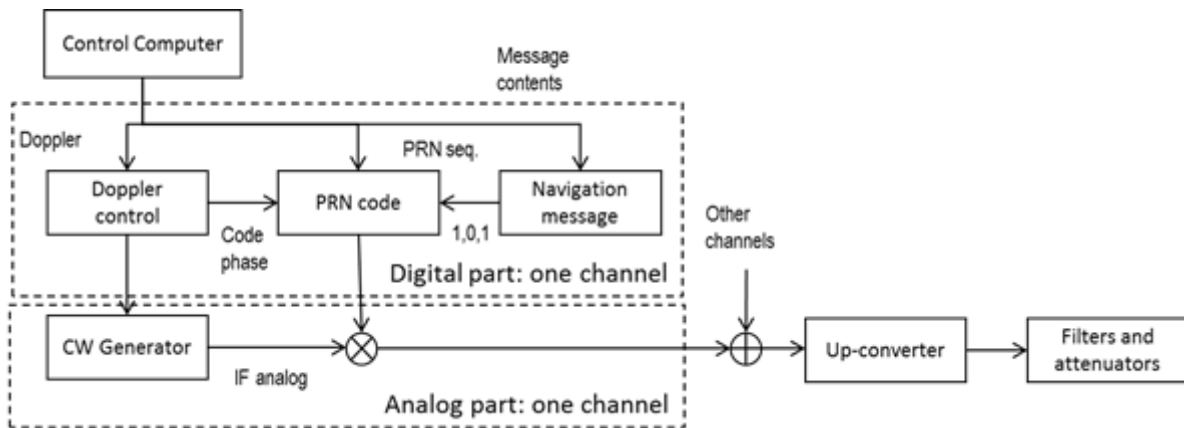 Control Computer
Message
contents
Doppler
PRN seq.
Doppler
control
PRN code
Navigation
message
Code
phase
1,0,1
Other
channels
Digital part: one channel
CW Generator
IF analog
Up-converter
Filters and
attenuators
Analog part: one channel